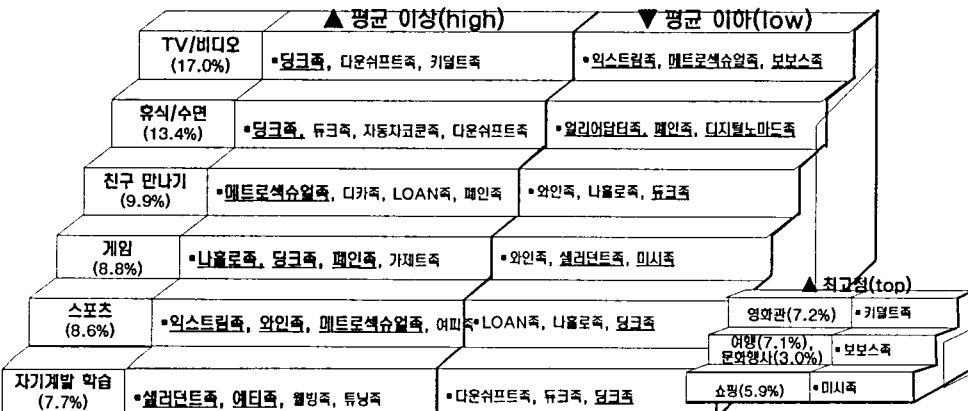 ▲ 평균 이상(high) ▼ 평균 이하(low)
TV/비디오
(17.0%)
▪딩크족, 다운쉬프트족, 키덜트족
▪익스트림족, 메트로섹슈얼족, 보보스족
휴식/수면
(13.4%)
▪딩크족, 듀크족, 자동차코쿤족, 다운쉬프트족
▪얼리어답터족, 폐인족, 디지털노마드족
친구 만나기
(9.9%)
▪메트로섹슈얼족, 디카족, LOAN족, 폐인족
▪와인족, 나홀로족, 듀크족
게임
(8.8%)
▪나홀로족, 딩크족, 폐인족, 가제트족
▪와인족, 샐러던트족, 미시족
스포츠
(8.6%)
▪익스트림족, 와인족, 메트로섹슈얼족, 여피족
▪LOAN족, 나홀로족, 딩크족
자기계발 학습
(7.7%)
▪샐러던트족, 예티족, 웰빙족, 튜닝족
▪다운쉬프트족, 듀크족, 딩크족
▲ 최고점(top)
영화관(7.2%) ▪키덜트족
여행(7.1%),
문화행사(3.0%)
▪보보스족
쇼핑(5.9%) ▪미시족